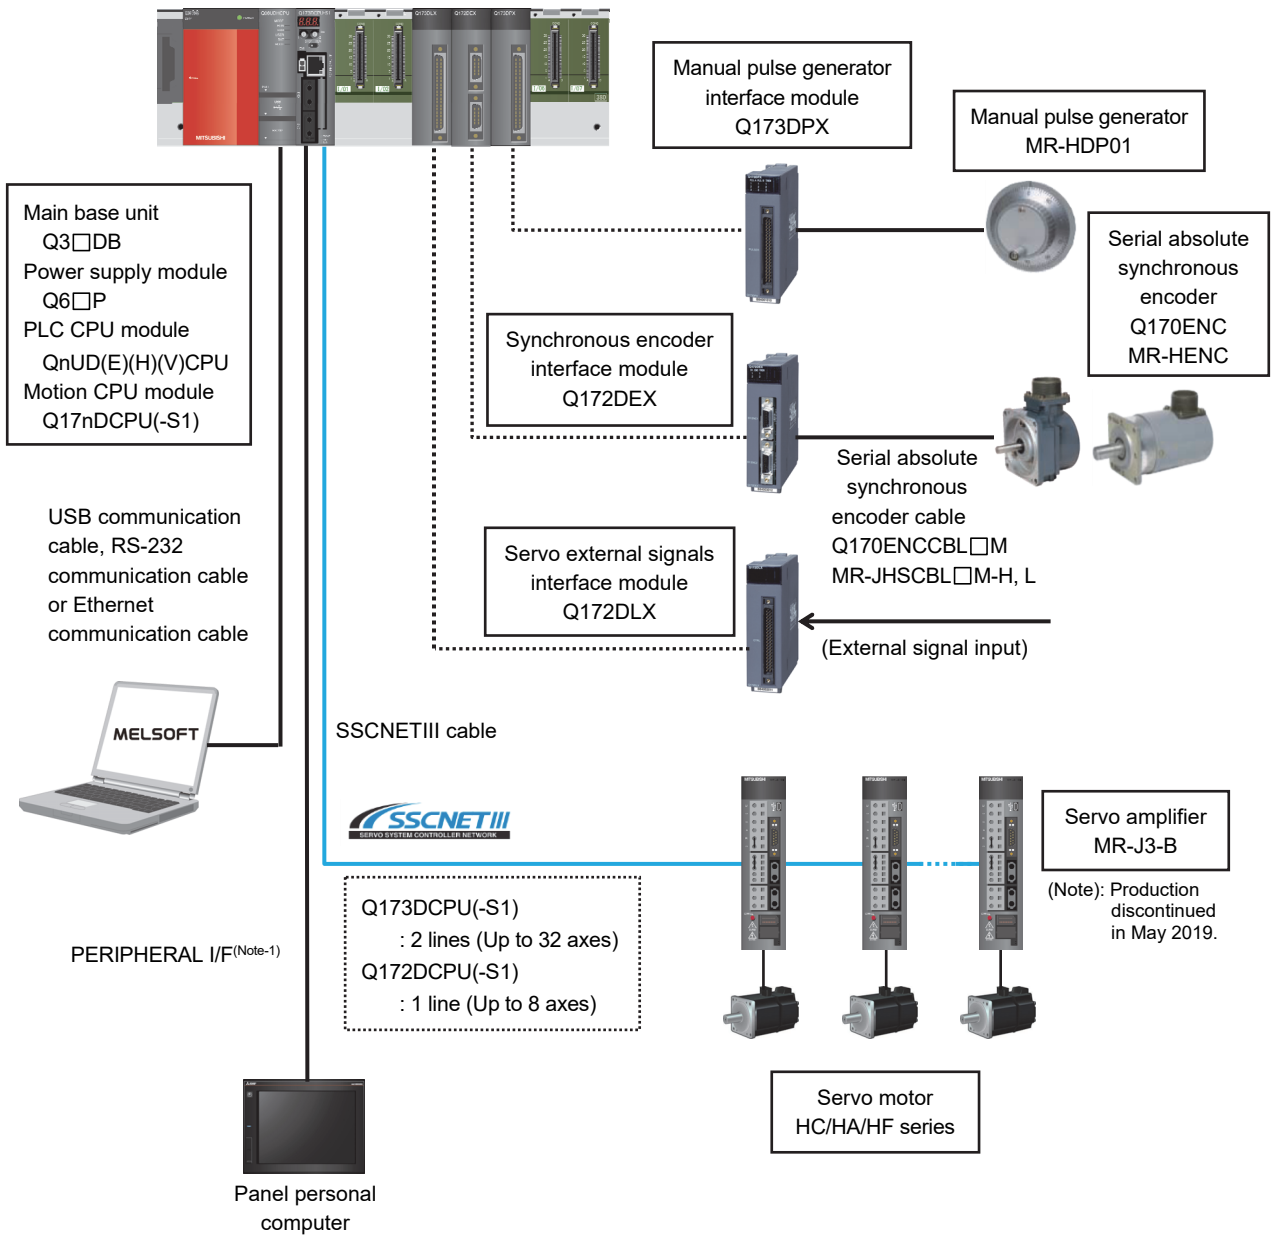 Q173DLX
Q172DEX
Q173DPX
MITSUBISHI
Manual pulse generator
interface module
Q173DPX
Manual pulse generator
MR-HDP01
Main base unit
Q3□DB
Power supply module
Q6□P
PLC CPU module
QnUD(E)(H)(V)CPU
Motion CPU module
Q17nDCPU(-S1)
Serial absolute
synchronous
encoder
Q170ENC
MR-HENC
Synchronous encoder
interface module
Q172DEX
Serial absolute
synchronous
encoder cable
Q170ENCCBL□M
MR-JHSCBL□M-H, L
USB communication
cable, RS-232
communication cable
or Ethernet
communication cable
Servo external signals
interface module
Q172DLX
(External signal input)
MELSOFT
SSCNETIII cable
SSCNETIII
SERVO SYSTEM CONTROLLER NETWORK
MITSUBISHI
MITSUBISHI
MITSUBISHI
Servo amplifier
MR-J3-B
(Note): Production
discontinued
in May 2019.
Q173DCPU(-S1)
: 2 lines (Up to 32 axes)
Q172DCPU(-S1)
: 1 line (Up to 8 axes)
PERIPHERAL I/F(Note-1)
Servo motor
HC/HA/HF series
Panel personal
computer